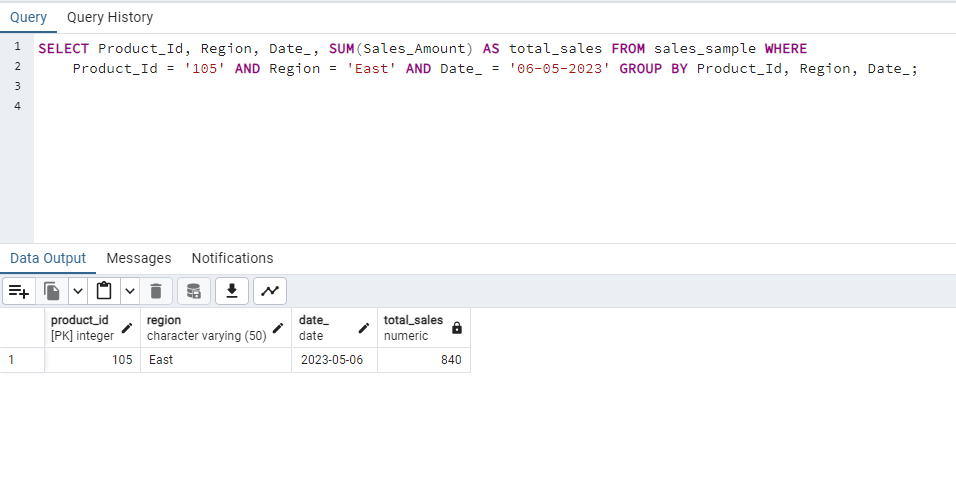 Query Query History
1 SELECT Product_Id, Region, Date_, SUM(Sales_Amount) AS total_sales FROM sales_sample WHERE
2 Product_Id = '105' AND Region = 'East' AND Date_ = '06-05-2023' GROUP BY Product_Id, Region, Date_;
3
4
Data Output Messages Notifications
product_id region date_ total_sales
[PK] integer character varying (50) date numeric
1 105 East 2023-05-06 840